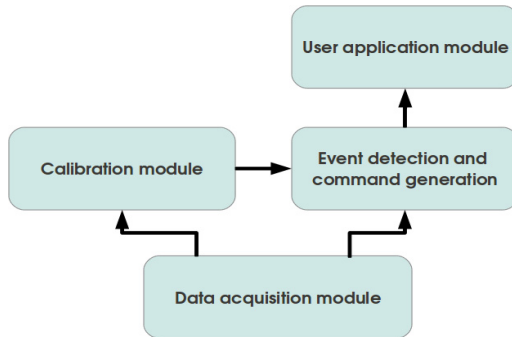 User application module
Calibration module
Event detection and
command generation
Data acquisition module